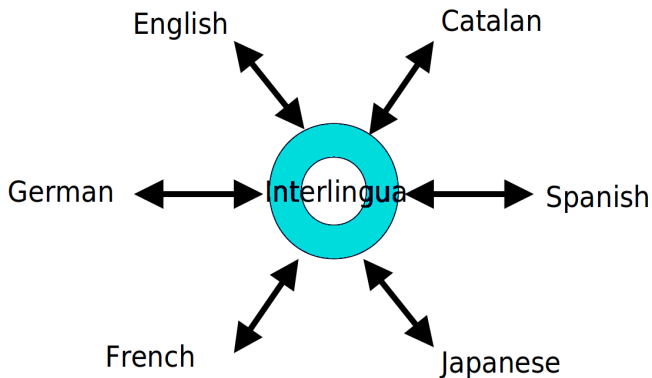 English
Catalan
German
Interlingua
Spanish
French
Japanese